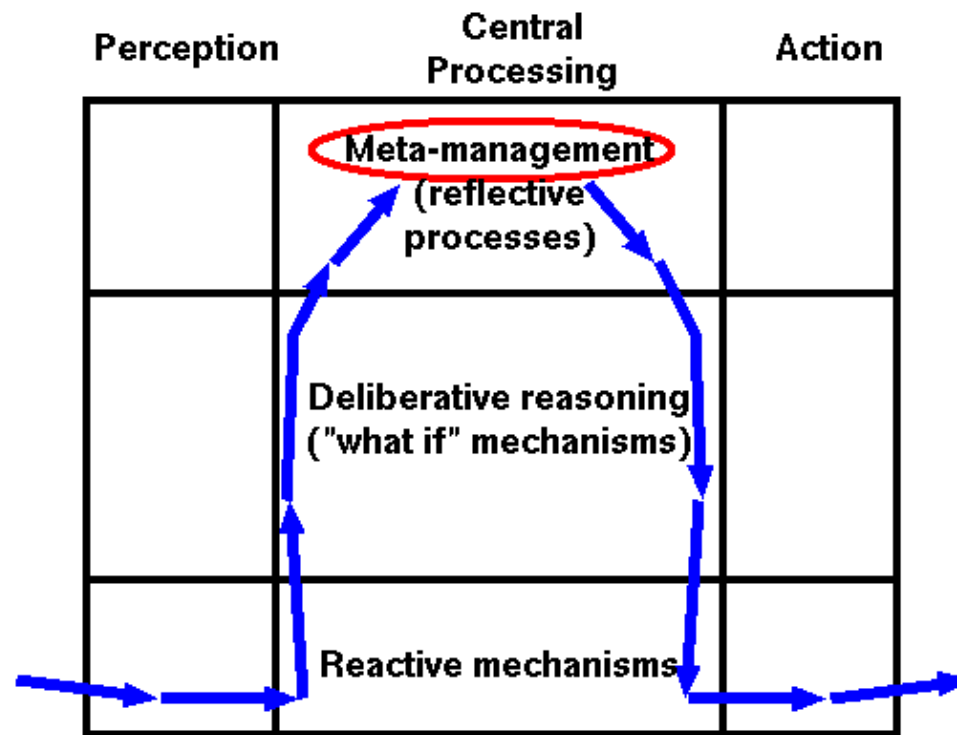 Perception
Central
Processing
Action
Meta-management
(reflective
processes)
Deliberative reasoning
("what if" mechanisms)
Reactive mechanisms